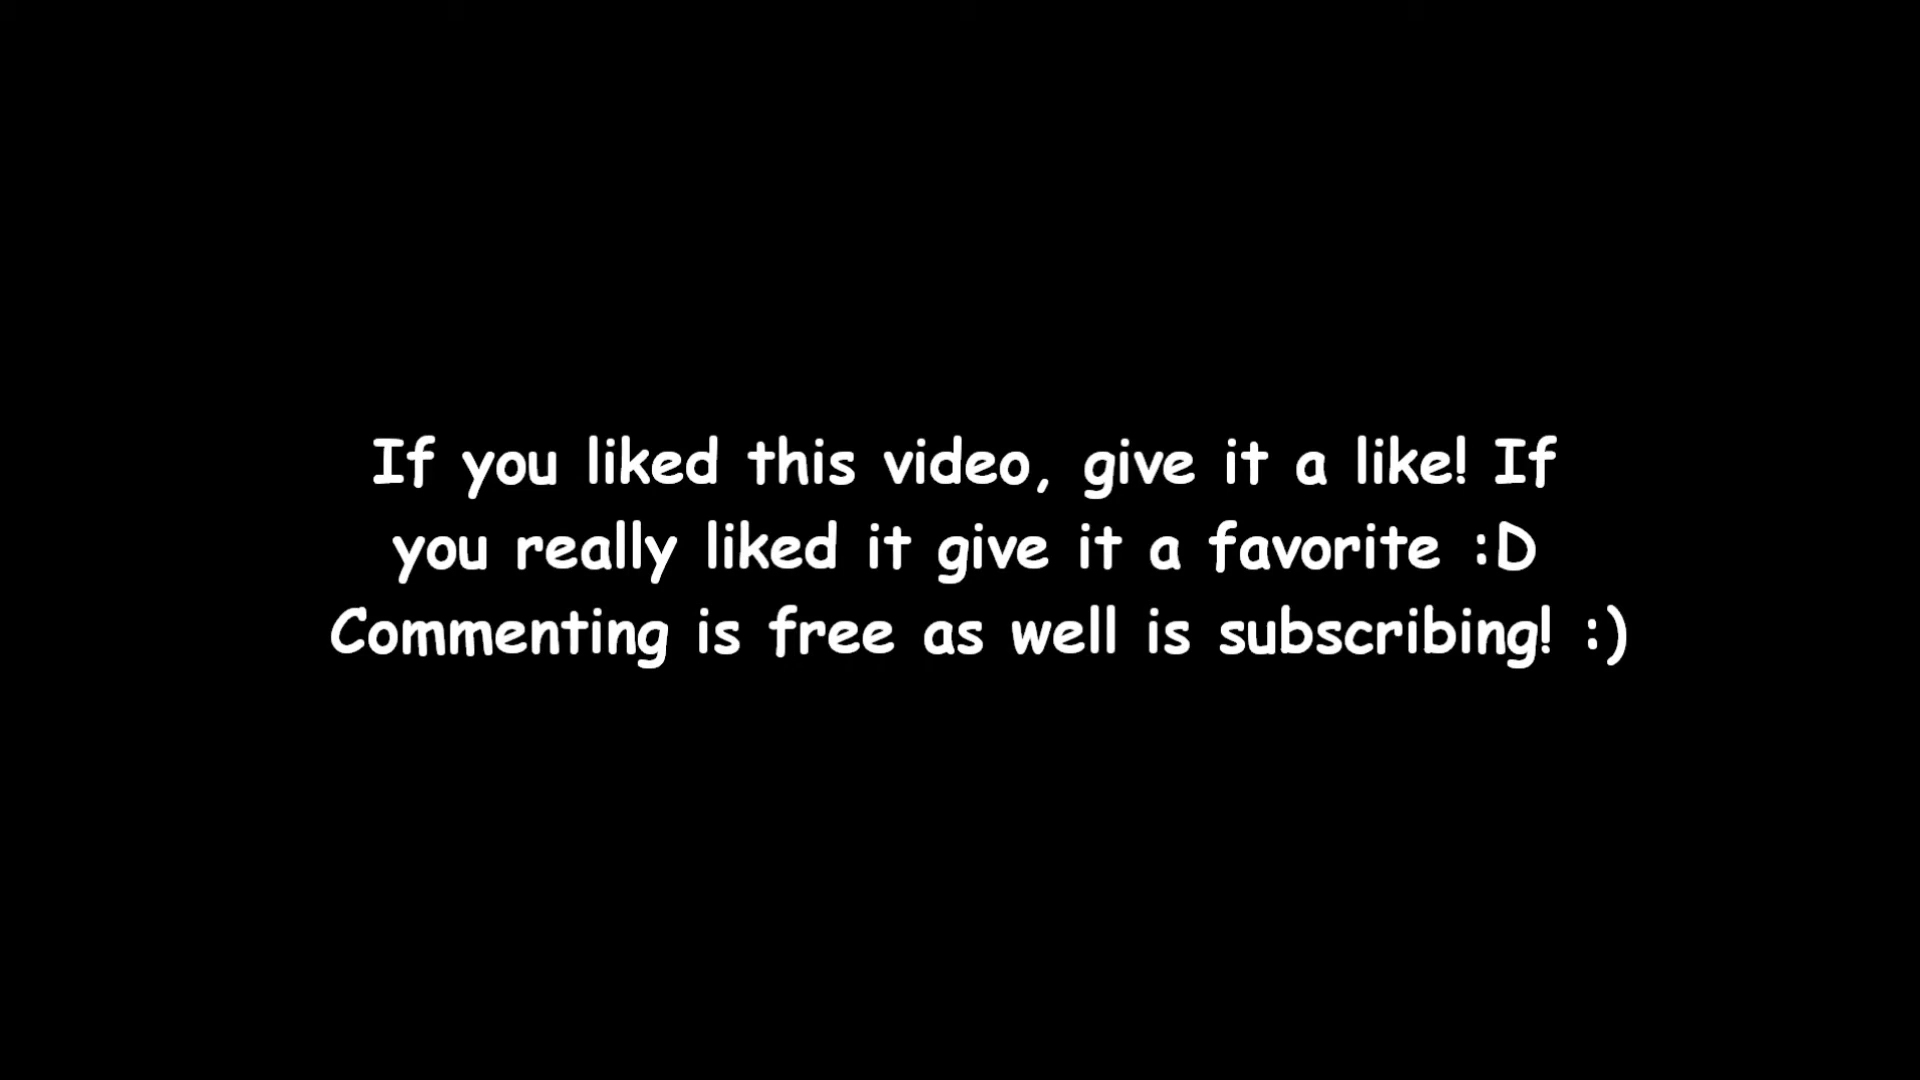 If you liked this video, give it a like! If
you really liked it give it a favorite :D
Commenting is free as well is subscribing! :)